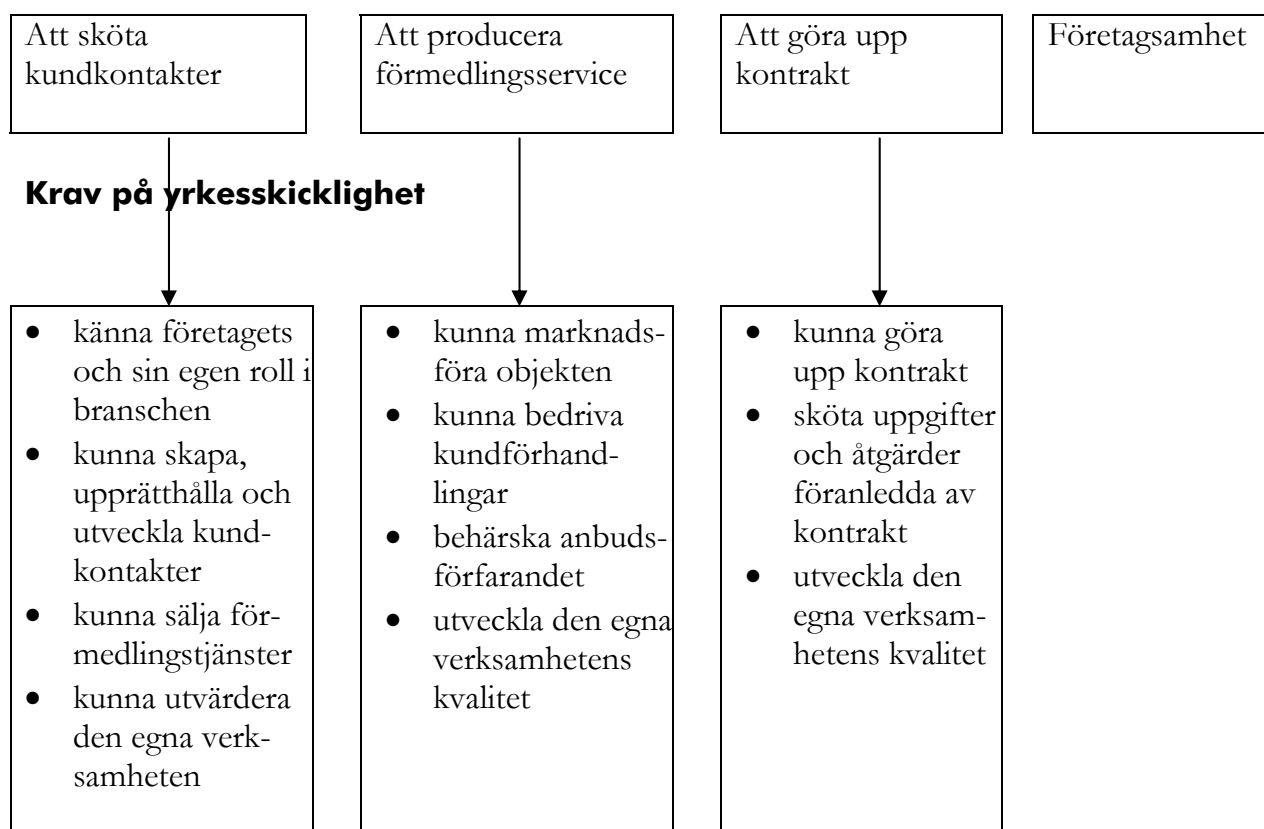 Att sköta
kundkontakter
Att producera
förmedlingsservice
Att göra upp
kontrakt
Företagsamhet
Krav på yrkesskicklighet
• känna företagets
och sin egen roll i
branschen
• kunna skapa,
upprätthålla och
utveckla kund-
kontakter
• kunna sälja för-
medlingstjänster
• kunna utvärdera
den egna verk-
samheten
• kunna marknads-
föra objekten
• kunna bedriva
kundförhand-
lingar
• behärska anbuds-
förfarandet
• utveckla den egna
verksamhetens
kvalitet
• kunna göra
upp kontrakt
• sköta uppgifter
och åtgärder
föranledda av
kontrakt
• utveckla den
egna verksam-
hetens kvalitet